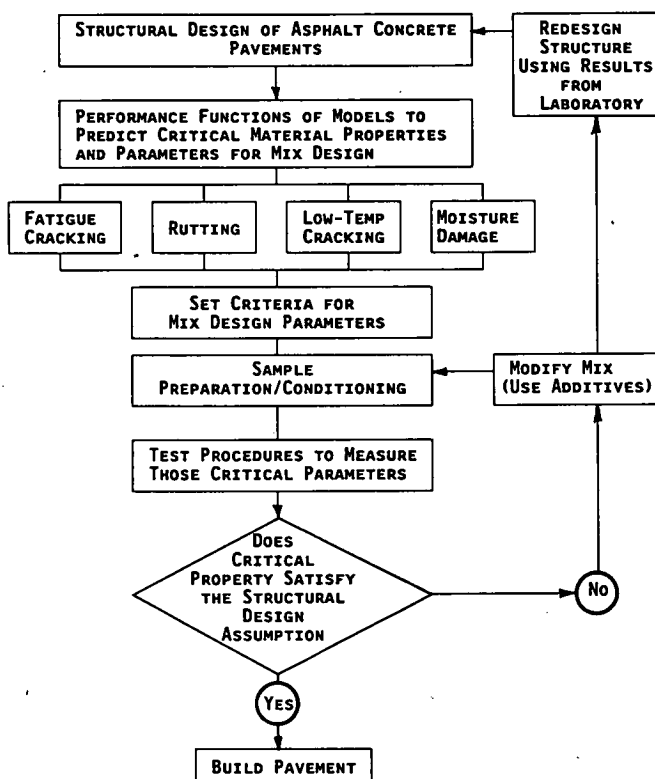 STRUCTURAL DESIGN OF ASPHALT CONCRETE
PAVEMENTS
REDESIGN
STRUCTURE
USING RESULTS
FROM
LABORATORY
PERFORMANCE FUNCTIONS OF MODELS TO
PREDICT CRITICAL MATERIAL PROPERTIES
AND PARAMETERS FOR MIX DESIGN
FATIGUE
CRACKING
RUTTING
LOW-TEMP
CRACKING
MOISTURE
DAMAGE
SET CRITERIA FOR
MIX DESIGN PARAMETERS
SAMPLE
PREPARATION/CONDITIONING
MODIFY MIX
(USE ADDITIVES)
TEST PROCEDURES TO MEASURE
THOSE CRITICAL PARAMETERS
DOES
CRITICAL
PROPERTY SATISFY
THE STRUCTURAL
DESIGN
ASSUMPTION
NO
YES
BUILD PAVEMENT